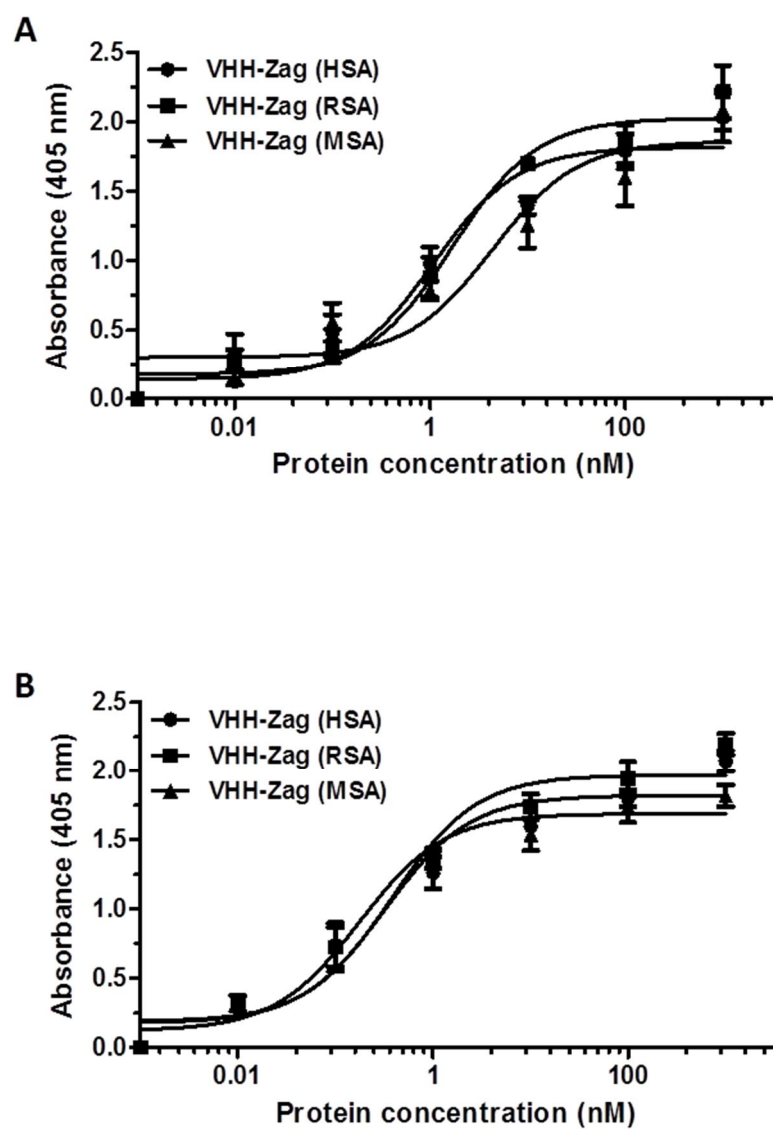 A
VHH-Zag (HSA)
VHH-Zag (RSA)
VHH-Zag (MSA)
2.5
2.0
1.5
1.0
0.5
0.0
Absorbance (405 nm)
0.01 1 100
Protein concentration (nM)
B
VHH-Zag (HSA)
VHH-Zag (RSA)
VHH-Zag (MSA)
2.5
2.0
1.5
1.0
0.5
0.0
Absorbance (405 nm)
0.01 1 100
Protein concentration (nM)